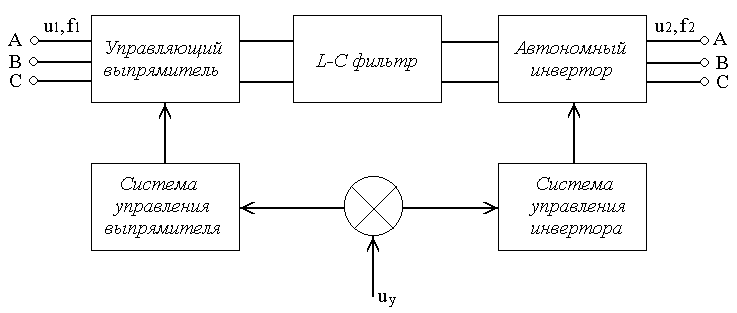 u1,f1
u2,f2
A
B
C
Управляющий
выпрямитель
L-C фильтр
Автономный
инвертор
A
B
C
Система
управления
выпрямителя
Система
управления
инвертора
uу